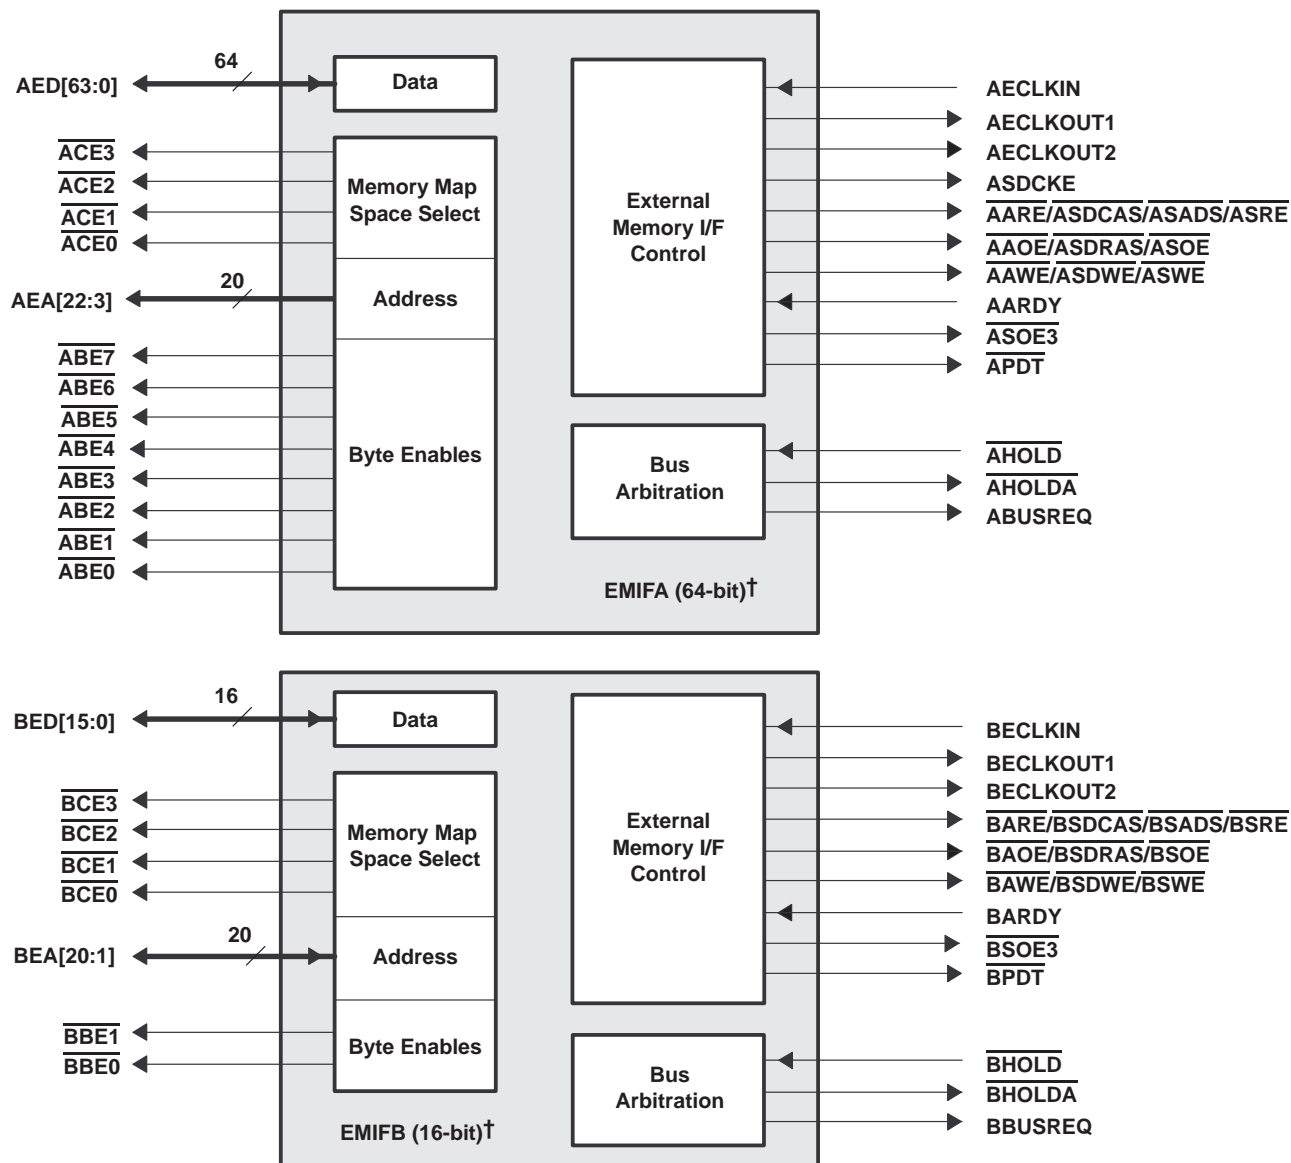 64
AED[63:0]
Data
ACE3
ACE2
ACE1
ACE0
Memory Map
Space Select
20
AEA[22:3]
Address
ABE7
ABE6
ABE5
ABE4
ABE3
ABE2
ABE1
ABE0
Byte Enables
External
Memory I/F
Control
AECLKIN
AECLKOUT1
AECLKOUT2
ASDCKE
AARE/ASDCAS/ASADS/ASRE
AAOE/ASDRAS/ASOE
AAWE/ASDWE/ASWE
AARDY
ASOE3
APDT
Bus
Arbitration
AHOLD
AHOLDA
ABUSREQ
EMIFA (64-bit)†
16
BED[15:0]
Data
BCE3
BCE2
BCE1
BCE0
Memory Map
Space Select
20
BEA[20:1]
Address
BBE1
BBE0
Byte Enables
External
Memory I/F
Control
BECLKIN
BECLKOUT1
BECLKOUT2
BARE/BSDCAS/BSADS/BSRE
BAOE/BSDRAS/BSOE
BAWE/BSDWE/BSWE
BARDY
BSOE3
BPDT
Bus
Arbitration
BHOLD
BHOLDA
BBUSREQ
EMIFB (16-bit)†